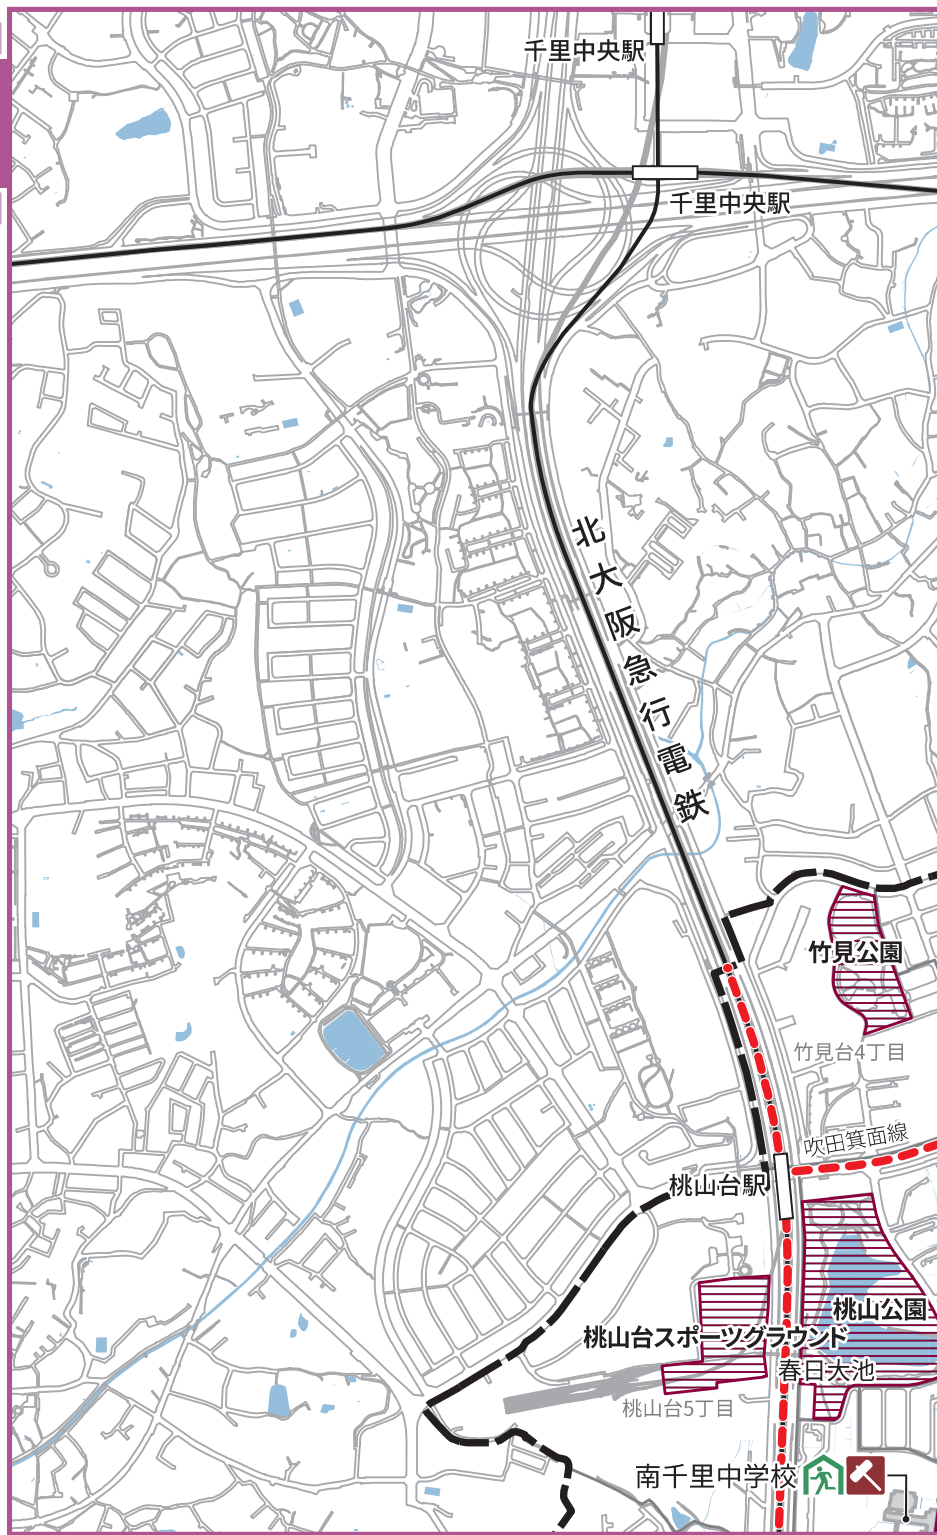 千里中央駅
千里中央駅
北大阪急行電鉄
竹見公園
竹見台4丁目
吹田箕面線
桃山台駅
桃山公園
桃山台スポーツグラウンド
春日大池
桃山台5丁目
南千里中学校